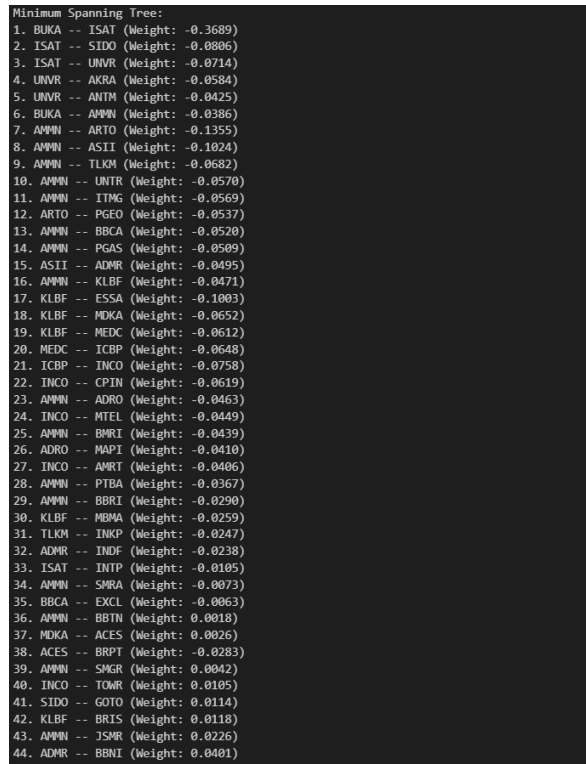 Minimum Spanning Tree:
1. BUKA -- ISAT (Weight: -0.3689)
2. ISAT -- SIDO (Weight: -0.0806)
3. ISAT -- UNVR (Weight: -0.0714)
4. UNVR -- AKRA (Weight: -0.0584)
5. UNVR -- ANTM (Weight: -0.0425)
6. BUKA -- AMMN (Weight: -0.0386)
7. AMMN -- ARTO (Weight: -0.1355)
8. AMMN -- ASII (Weight: -0.1024)
9. AMMN -- TLKM (Weight: -0.0682)
10. AMMN -- UNTR (Weight: -0.0570)
11. AMMN -- ITMG (Weight: -0.0569)
12. ARTO -- PGEO (Weight: -0.0537)
13. AMMN -- BBCA (Weight: -0.0520)
14. AMMN -- PGAS (Weight: -0.0509)
15. ASII -- ADMR (Weight: -0.0495)
16. AMMN -- KLBF (Weight: -0.0471)
17. KLBF -- ESSA (Weight: -0.1003)
18. KLBF -- MDKA (Weight: -0.0652)
19. KLBF -- MEDC (Weight: -0.0612)
20. MEDC -- ICBP (Weight: -0.0648)
21. ICBP -- INCO (Weight: -0.0758)
22. INCO -- CPIN (Weight: -0.0619)
23. AMMN -- ADRO (Weight: -0.0463)
24. INCO -- MTEL (Weight: -0.0449)
25. AMMN -- BMRI (Weight: -0.0439)
26. ADRO -- MAPI (Weight: -0.0410)
27. INCO -- AMRT (Weight: -0.0406)
28. AMMN -- PTBA (Weight: -0.0367)
29. AMMN -- BBRI (Weight: -0.0290)
30. KLBF -- MBMA (Weight: -0.0259)
31. TLKM -- INKP (Weight: -0.0247)
32. ADMR -- INDF (Weight: -0.0238)
33. ISAT -- INTP (Weight: -0.0105)
34. AMMN -- SMRA (Weight: -0.0073)
35. BBCA -- EXCL (Weight: -0.0063)
36. AMMN -- BBTN (Weight: 0.0018)
37. MDKA -- ACES (Weight: 0.0026)
38. ACES -- BRPT (Weight: -0.0283)
39. AMMN -- SMGR (Weight: 0.0042)
40. INCO -- TOWR (Weight: 0.0105)
41. SIDO -- GOTO (Weight: 0.0114)
42. KLBF -- BRIS (Weight: 0.0118)
43. AMMN -- JSMR (Weight: 0.0226)
44. ADMR -- BBNI (Weight: 0.0401)